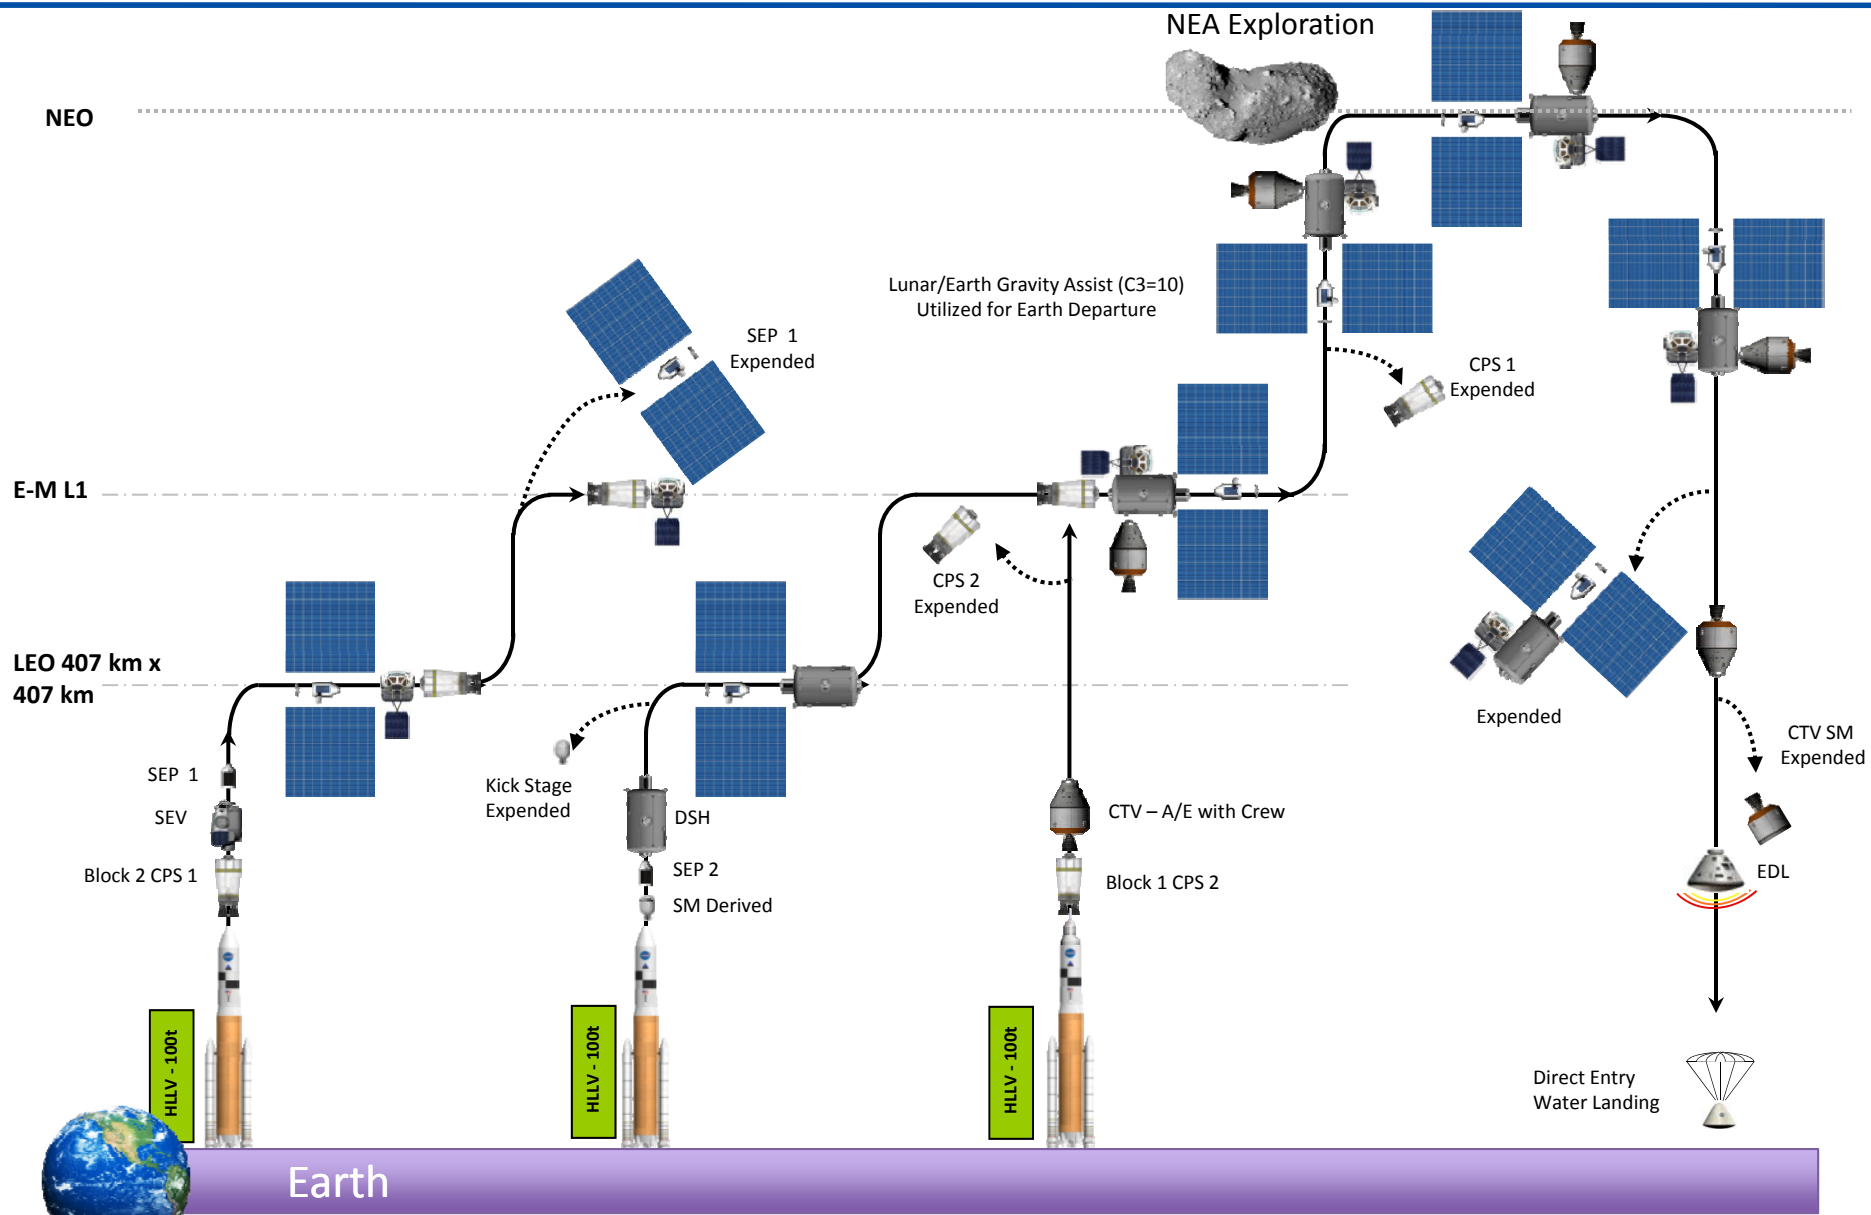 NEA Exploration
NEO
Lunar/Earth Gravity Assist (C3=10)
Utilized for Earth Departure
SEP 1
Expended
CPS 1
Expended
E-M L1
CPS 2
Expended
LEO 407 km x
407 km
Expended
CTV SM
Expended
SEP 1
Kick Stage
Expended
SEV
DSH
CTV – A/E with Crew
Block 2 CPS 1
SEP 2
Block 1 CPS 2
EDL
SM Derived
HLLV - 100t
HLLV - 100t
HLLV - 100t
Direct Entry
Water Landing
Earth